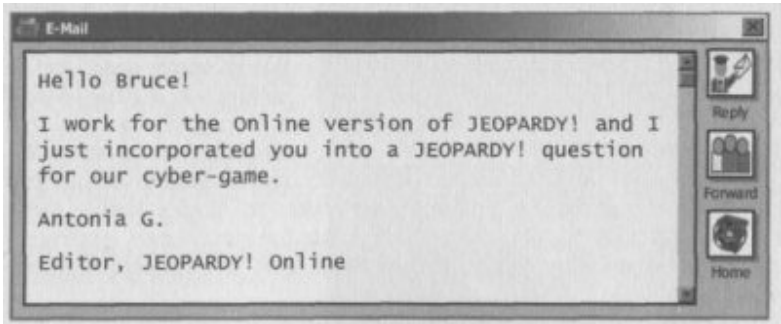 E-Mail
Hello Bruce!
I work for the Online version of JEOPARDY! and I
just incorporated you into a JEOPARDY! question
for our cyber-game.
Antonia G.
Editor, JEOPARDY! Online
Reply
Forward
Home